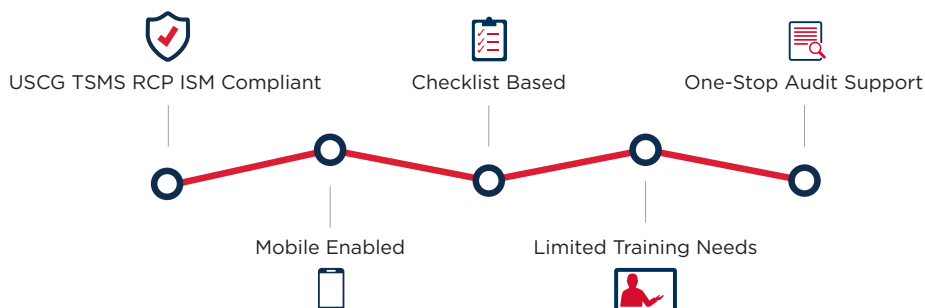 USCG TSMS RCP ISM Compliant
Checklist Based
One-Stop Audit Support
Mobile Enabled
Limited Training Needs